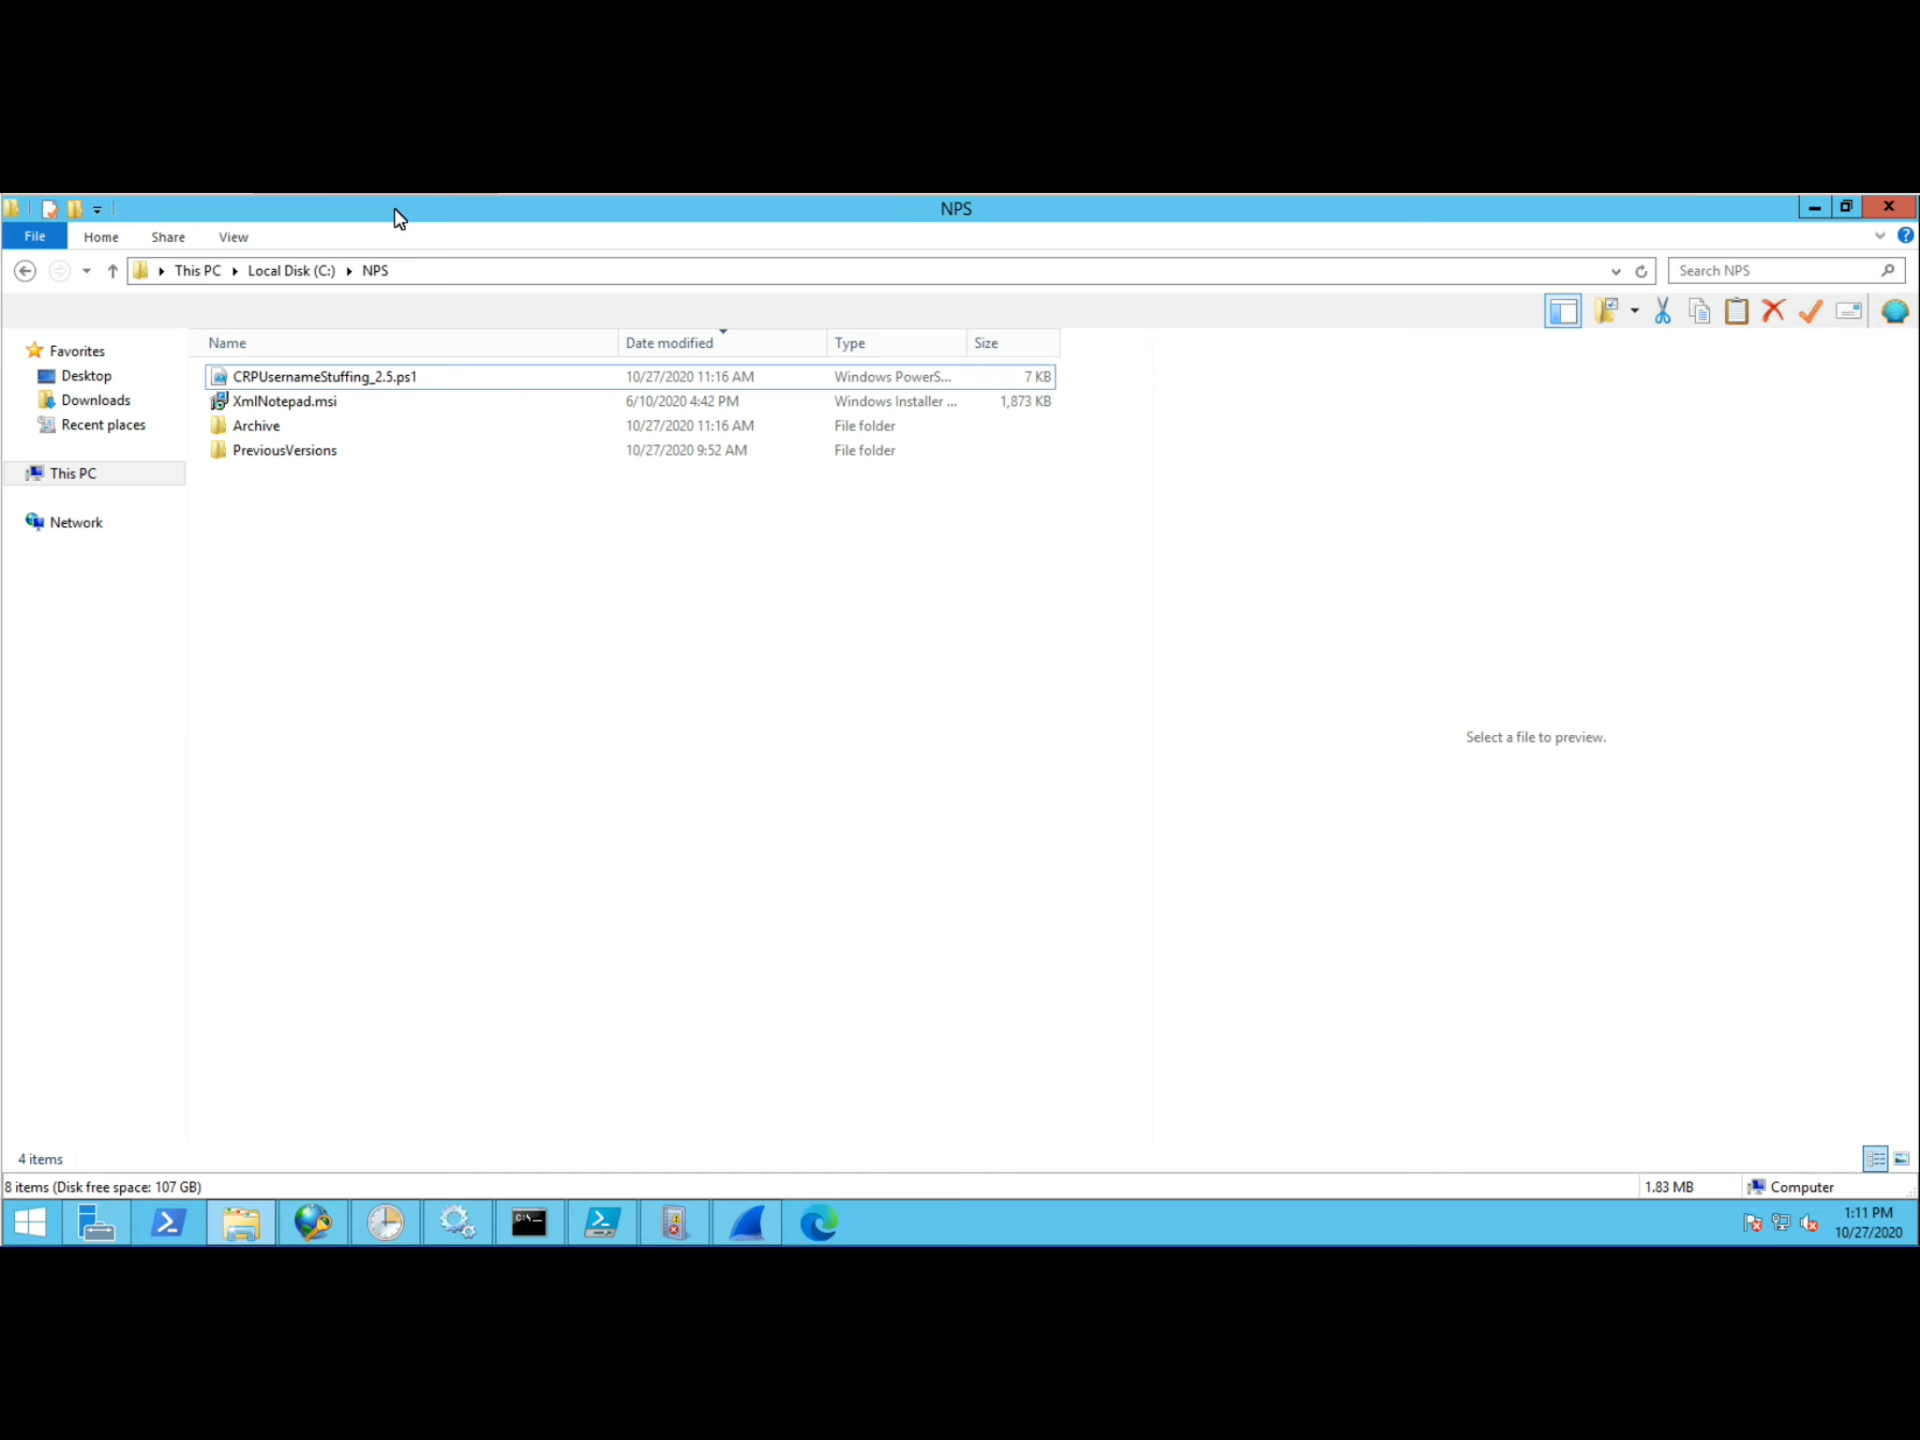 NPS
File Home Share View
This PC Local Disk (C:) NPS
Search NPS
Name Date modified Type Size
Favorites
Desktop
Downloads
Recent places
This PC
Network
CRPUsernameStuffing_2.5.ps1 10/27/2020 11:16 AM Windows PowerS... 7 KB
XmlNotepad.msi 6/10/2020 4:42 PM Windows Installer ... 1,873 KB
Archive 10/27/2020 11:16 AM File folder
PreviousVersions 10/27/2020 9:52 AM File folder
Select a file to preview.
4 items
8 items (Disk free space: 107 GB) 1.83 MB Computer
1:11 PM
10/27/2020